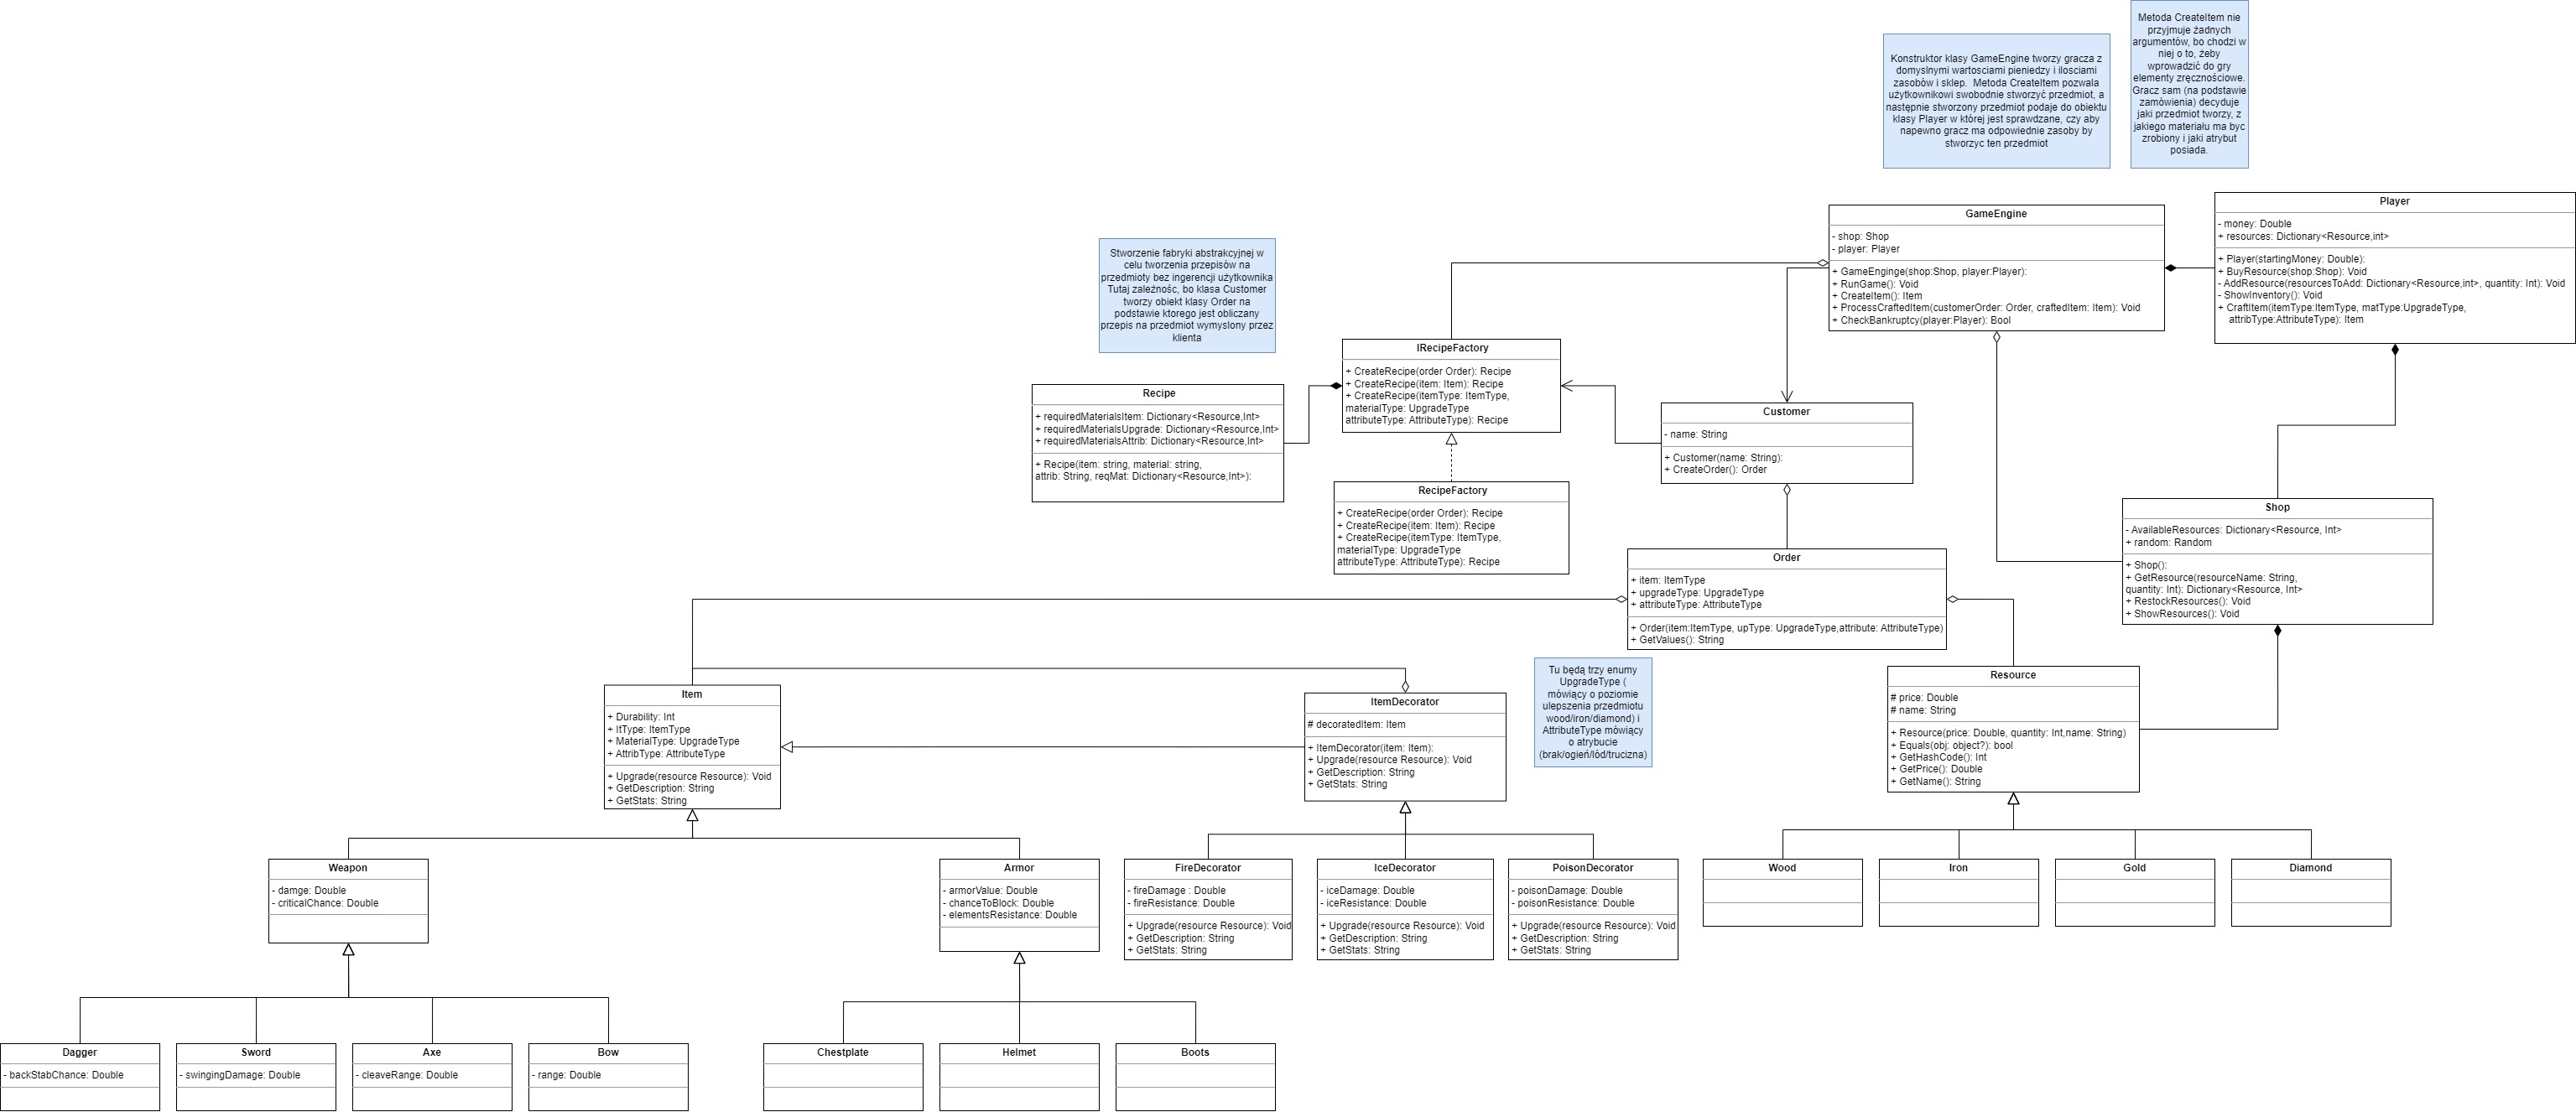 Metoda CreateItem nie
przyjmuje żadnych
argumentów, bo chodzi w
niej o to, żeby
wprowadzić do gry
elementy zręcznościowe.
Gracz sam (na podstawie
zamówienia) decyduje
jaki przedmiot tworzy, z
jakiego materiału ma byc
zrobiony i jaki atrybut
posiada.
Konstruktor klasy GameEngine tworzy gracza z
domyslnymi wartosciami pieniedzy i ilosciami
zasobów i sklep.  Metoda CreateItem pozwala
użytkownikowi swobodnie stworzyć przedmiot, a
następnie stworzony przedmiot podaje do obiektu
klasy Player w której jest sprawdzane, czy aby
napewno gracz ma odpowiednie zasoby by
stworzyc ten przedmiot
Player
- money: Double
+ resources: Dictionary<Resource,int>
+ Player(startingMoney: Double):
+ BuyResource(shop:Shop): Void
- AddResource(resourcesToAdd: Dictionary<Resource,int>, quantity: Int): Void
- ShowInventory(): Void
+ CraftItem(itemType:ItemType, matType:UpgradeType,
attribType:AttributeType): Item
GameEngine
- shop: Shop
- player: Player
+ GameEnginge(shop:Shop, player:Player):
+ RunGame(): Void
+ CreateItem(): Item
+ ProcessCraftedItem(customerOrder: Order, craftedItem: Item): Void
+ CheckBankruptcy(player:Player): Bool
Stworzenie fabryki abstrakcyjnej w
celu tworzenia przepisów na
przedmioty bez ingerencji użytkownika
Tutaj zależnośc, bo klasa Customer
tworzy obiekt klasy Order na
podstawie ktorego jest obliczany
przepis na przedmiot wymyslony przez
klienta
IRecipeFactory
+ CreateRecipe(order Order): Recipe
+ CreateRecipe(item: Item): Recipe
+ CreateRecipe(itemType: ItemType,
materialType: UpgradeType
attributeType: AttributeType): Recipe
Recipe
+ requiredMaterialsItem: Dictionary<Resource,Int>
+ requiredMaterialsUpgrade: Dictionary<Resource,Int>
+ requiredMaterialsAttrib: Dictionary<Resource,Int>
+ Recipe(item: string, material: string,
attrib: String, reqMat: Dictionary<Resource,Int>):
Customer
- name: String
+ Customer(name: String):
+ CreateOrder(): Order
RecipeFactory
+ CreateRecipe(order Order): Recipe
+ CreateRecipe(item: Item): Recipe
+ CreateRecipe(itemType: ItemType,
materialType: UpgradeType
attributeType: AttributeType): Recipe
Shop
- AvailableResources: Dictionary<Resource, Int>
+ random: Random
+ Shop():
+ GetResource(resourceName: String,
quantity: Int): Dictionary<Resource, Int>
+ RestockResources(): Void
+ ShowResources(): Void
Order
+ item: ItemType
+ upgradeType: UpgradeType
+ attributeType: AttributeType
+ Order(item:ItemType, upType: UpgradeType,attribute: AttributeType)
+ GetValues(): String
Tu będą trzy enumy
UpgradeType (
mówiący o poziomie
ulepszenia przedmiotu
wood/iron/diamond) i
AttributeType mówiący
o atrybucie
(brak/ogień/lód/trucizna)
Resource
# price: Double
# name: String
+ Resource(price: Double, quantity: Int,name: String)
+ Equals(obj: object?): bool
+ GetHashCode(): Int
+ GetPrice(): Double
+ GetName(): String
Item
+ Durability: Int
+ ItType: ItemType
+ MaterialType: UpgradeType
+ AttribType: AttributeType
+ Upgrade(resource Resource): Void
+ GetDescription: String
+ GetStats: String
ItemDecorator
# decoratedItem: Item
+ ItemDecorator(item: Item):
+ Upgrade(resource Resource): Void
+ GetDescription: String
+ GetStats: String
Weapon
- damge: Double
- criticalChance: Double
Armor
- armorValue: Double
- chanceToBlock: Double
- elementsResistance: Double
FireDecorator
- fireDamage : Double
- fireResistance: Double
+ Upgrade(resource Resource): Void
+ GetDescription: String
+ GetStats: String
IceDecorator
- iceDamage: Double
- iceResistance: Double
+ Upgrade(resource Resource): Void
+ GetDescription: String
+ GetStats: String
PoisonDecorator
- poisonDamage: Double
- poisonResistance: Double
+ Upgrade(resource Resource): Void
+ GetDescription: String
+ GetStats: String
Wood
Iron
Gold
Diamond
Dagger
- backStabChance: Double
Sword
- swingingDamage: Double
Axe
- cleaveRange: Double
Bow
- range: Double
Chestplate
Helmet
Boots